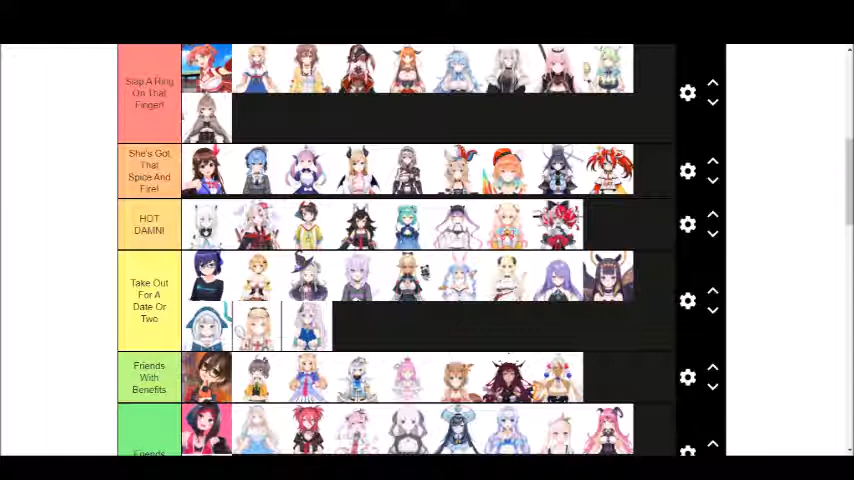 Slap A Ring
On That
Finger!
She's Got
That
Spice And
Fire!
HOT
DAMN!
Take Out
For A
Date Or
Two
Friends
With
Benefits
Friends